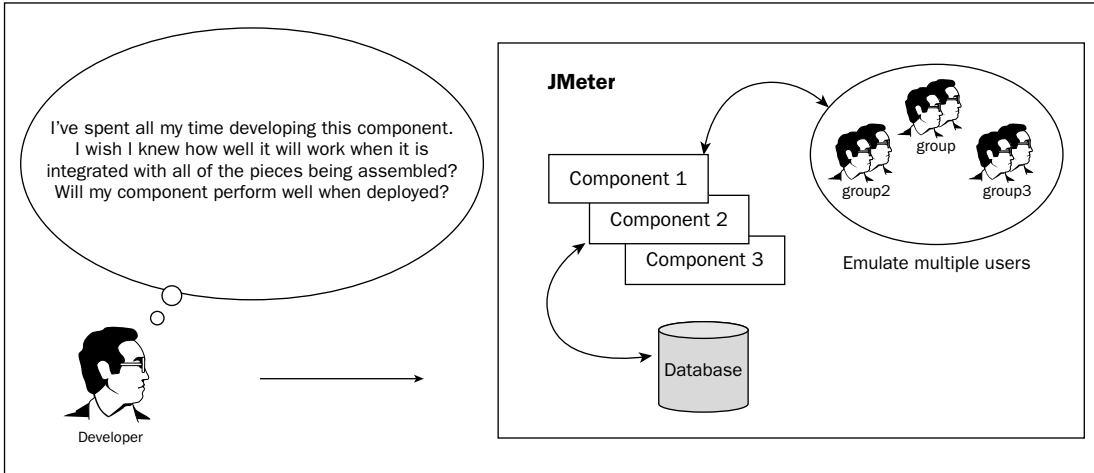 I've spent all my time developing this component.
I wish I knew how well it will work when it is
integrated with all of the pieces being assembled?
Will my component perform well when deployed?
Developer
JMeter
Component 1
Component 2
Component 3
Database
group
group2
group3
Emulate multiple users